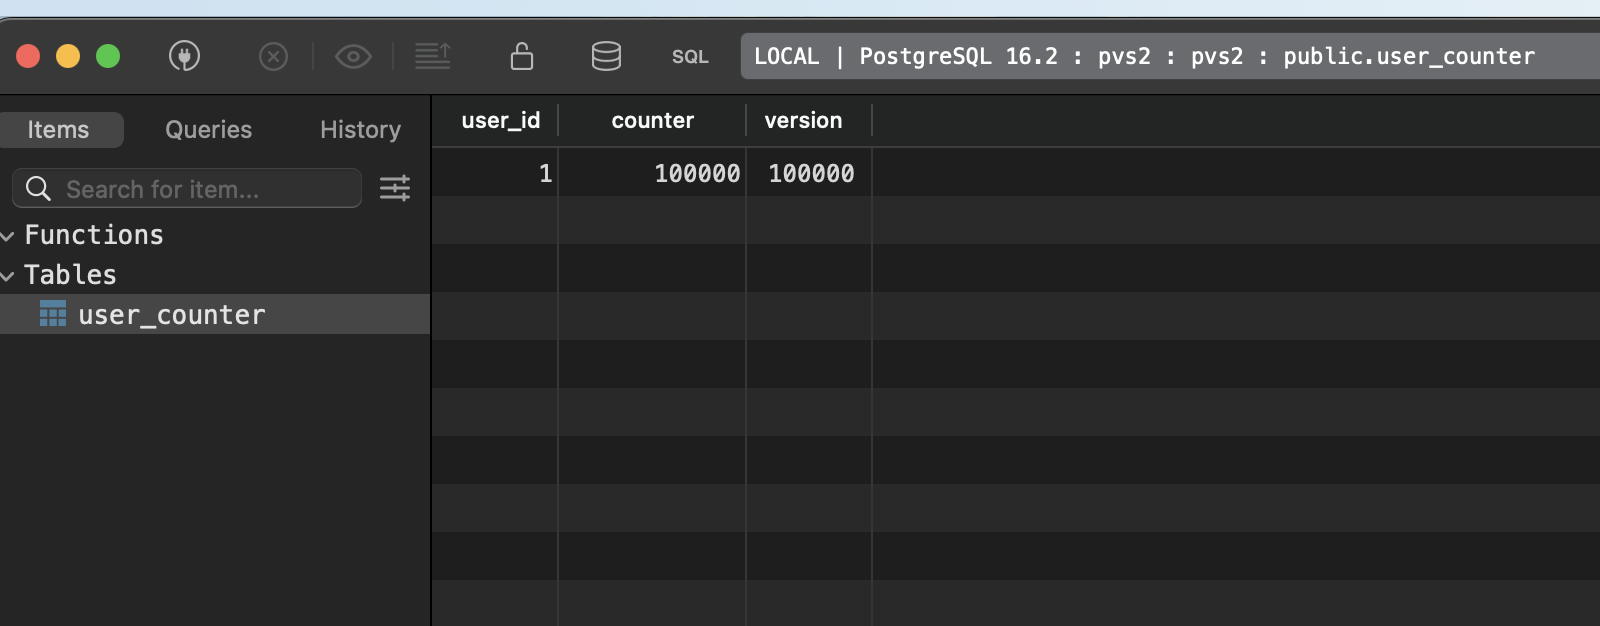 SQL
LOCAL | PostgreSQL 16.2 : pvs2 : pvs2 : public.user_counter
Items Queries History
Search for item...
Functions
Tables
user_counter
user_id counter version
1 100000 100000